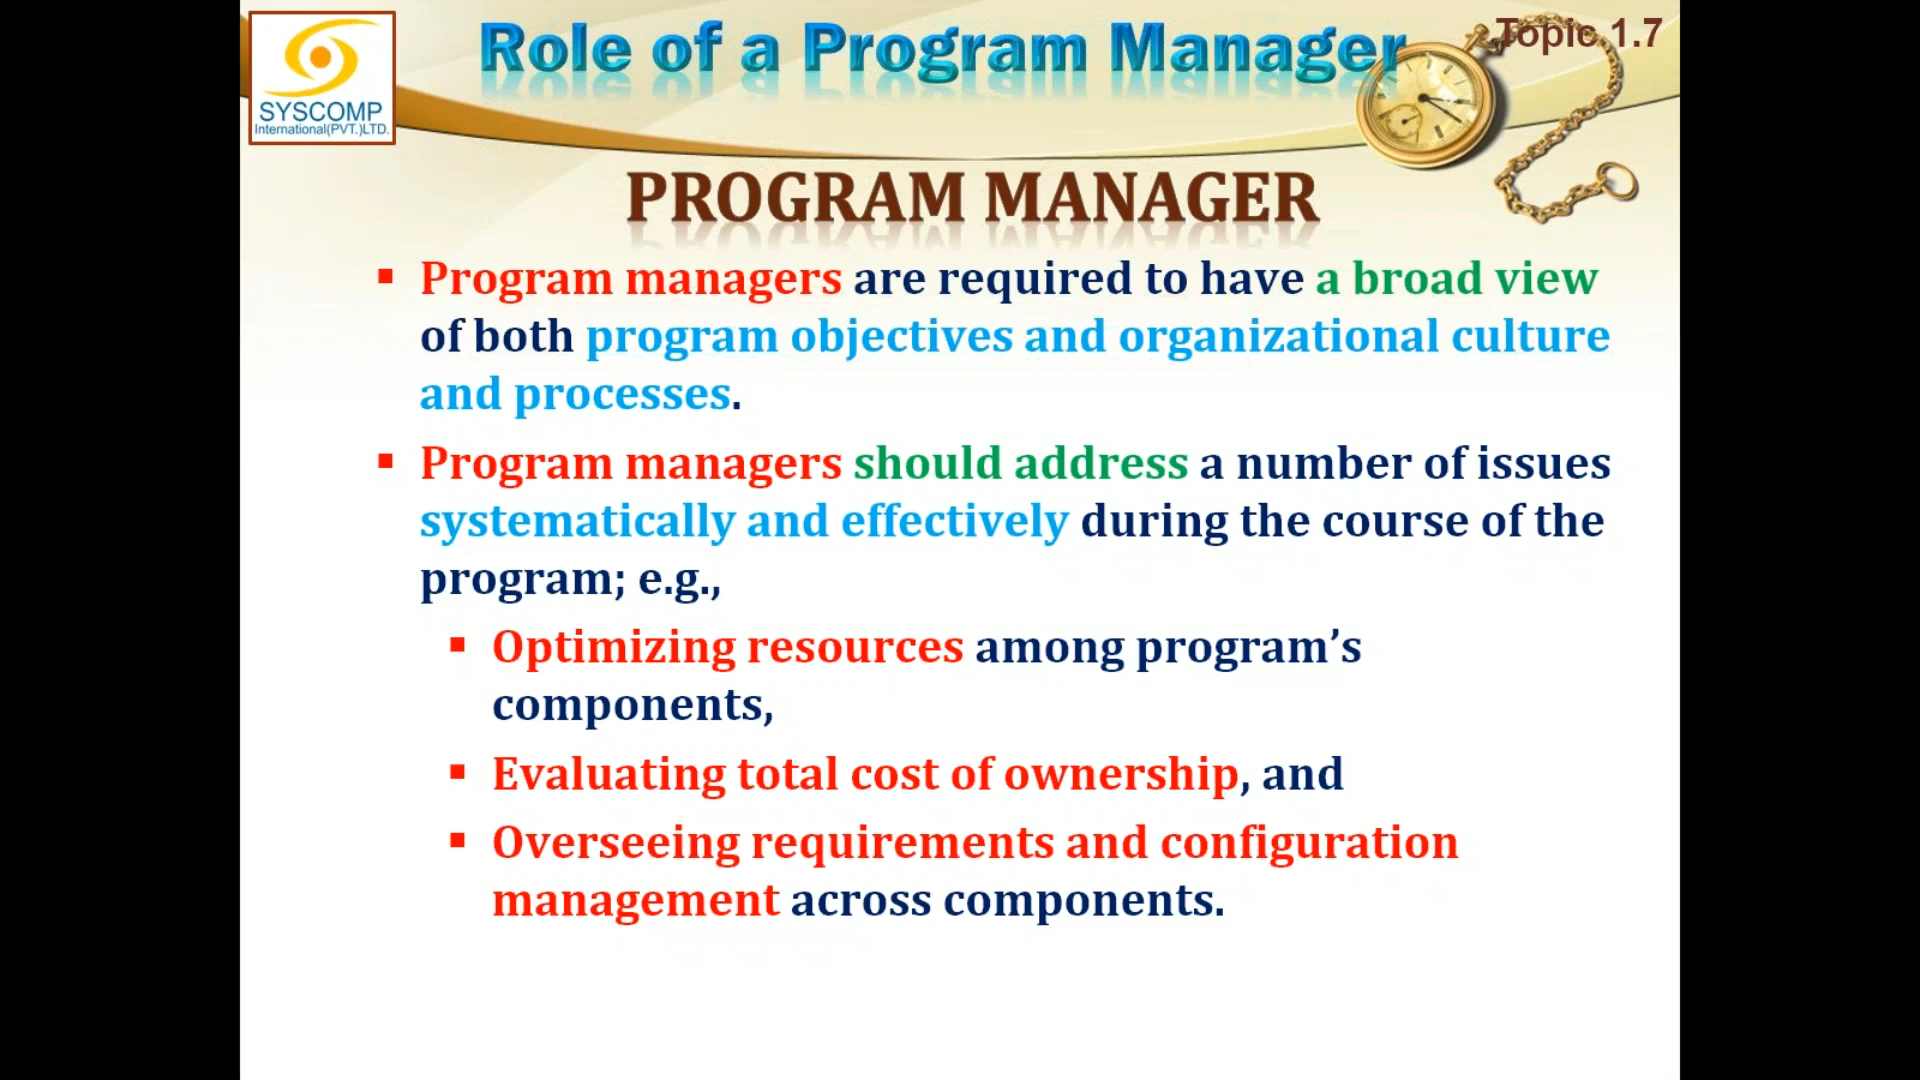 SYSCOMP
International(PVT.)LTD.
Role of a Program Manager
Topic 1.7
PROGRAM MANAGER
▪ Program managers are required to have a broad view
of both program objectives and organizational culture
and processes.
▪ Program managers should address a number of issues
systematically and effectively during the course of the
program; e.g.,
▪ Optimizing resources among program’s
components,
▪ Evaluating total cost of ownership, and
▪ Overseeing requirements and configuration
management across components.